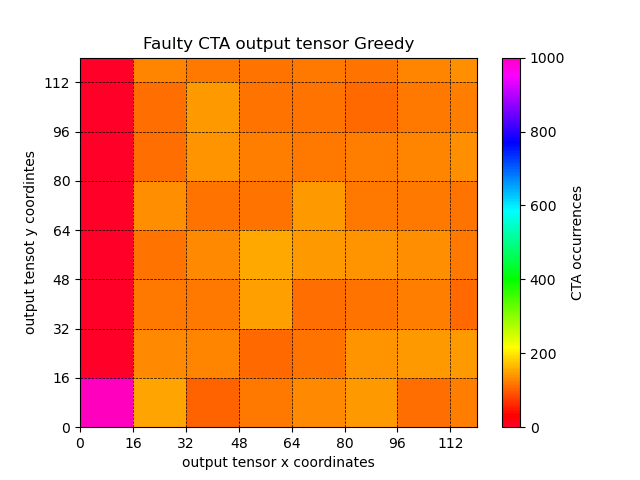 Faulty CTA output tensor Greedy
112
96
80
64
48
32
16
0
output tensot y coordintes
0 16 32 48 64 80 96 112
output tensor x coordinates
1000
800
600
400
200
0
CTA occurrences